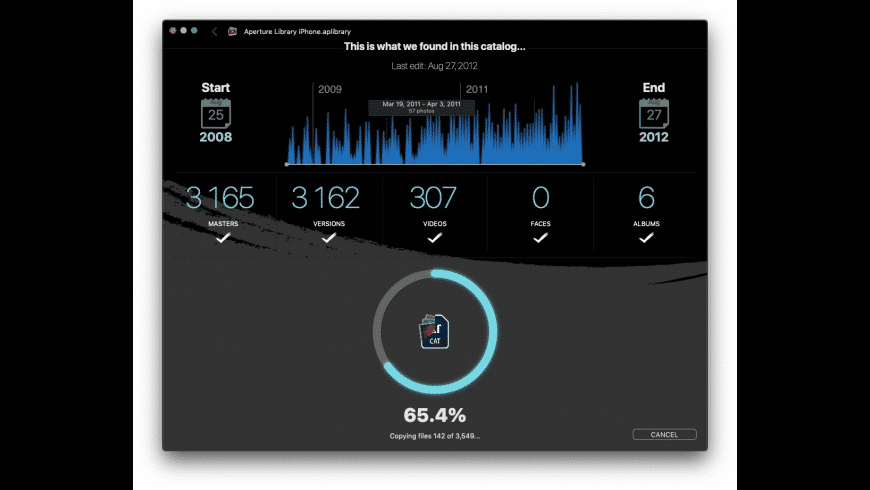 Aperture Library iPhone.aplibrary
This is what we found in this catalog...
Last edit: Aug 27, 2012
Start
End
2009
2011
Mar 19, 2011 - Apr 3, 2011
57 photos
Aug
25
2008
Aug
27
2012
3 165
3 162
307
0
6
MASTERS
VERSIONS
VIDEOS
FACES
ALBUMS
CAT
65.4%
Copying files 142 of 3,549...
CANCEL